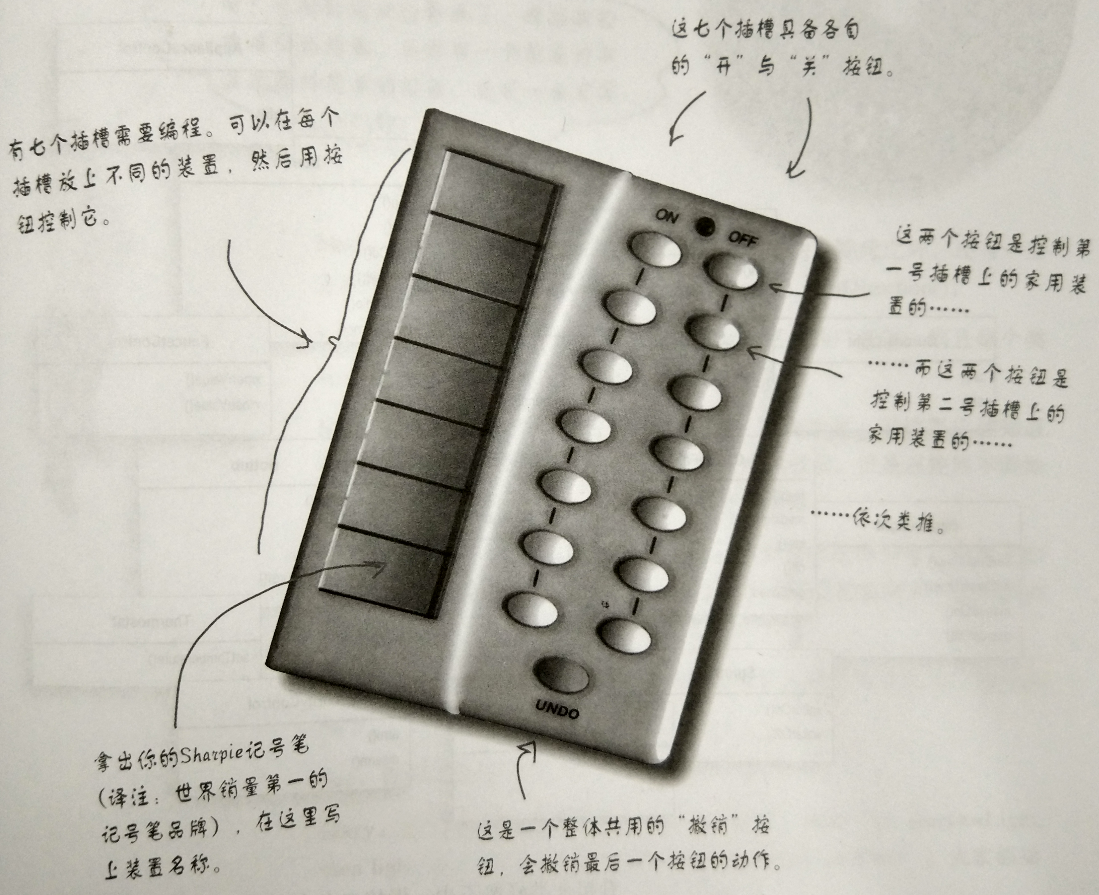 这七个插槽具备各自
的“开”与“关”按钮。
有七个插槽需要编程。可以在每个
插槽放上不同的装置，然后用按
钮控制它。
ON
OFF
这两个按钮是控制第
一号插槽上的家用装
置的……
……而这两个按钮是
控制第二号插槽上的
家用装置的……
……依次类推。
UNDO
拿出你的Sharpie记号笔
（译注：世界销量第一的
记号笔品牌），在这里写
上装置名称。
这是一个整体共用的“撤销”按
钮，会撤销最后一个按钮的动作。